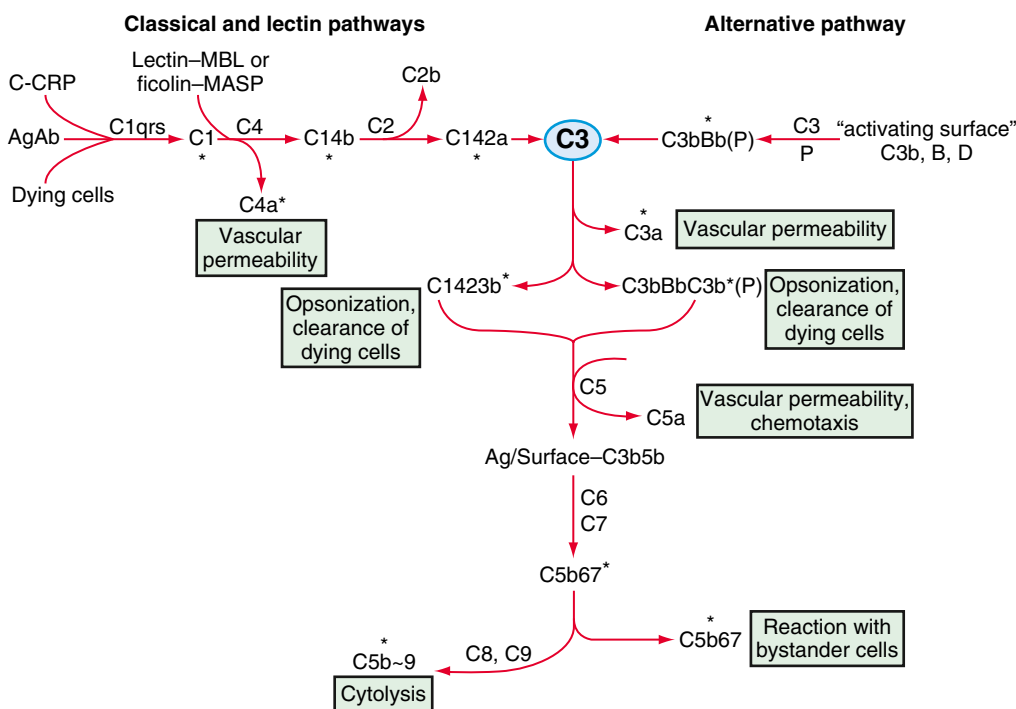 Classical and lectin pathways
Alternative pathway
Lectin–MBL or
ficolin–MASP
C-CRP
C2b
AgAb
C1qrs
C1
*
C4
C14b
*
C2
C142a
*
C3
*
C3bBb(P)
C3
P
“activating surface”
C3b, B, D
Dying cells
C4a*
Vascular
permeability
*
C3a
Vascular permeability
C1423b*
C3bBbC3b*(P)
Opsonization,
clearance of
dying cells
Opsonization,
clearance of
dying cells
C5
C5a
Vascular permeability,
chemotaxis
Ag/Surface–C3b5b
C6
C7
C5b67*
*
C5b67
Reaction with
bystander cells
*
C5b~9
C8, C9
Cytolysis